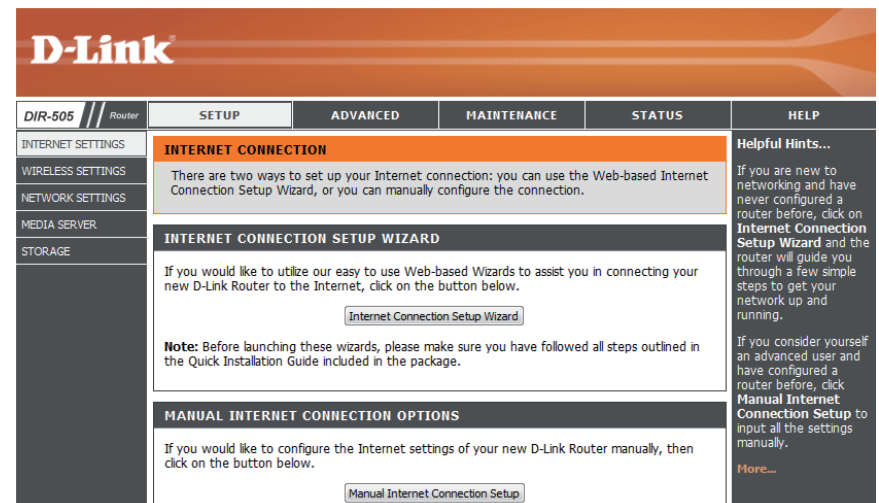 D-Link®
DIR-505 // Router
SETUP
ADVANCED
MAINTENANCE
STATUS
HELP
INTERNET SETTINGS
WIRELESS SETTINGS
NETWORK SETTINGS
MEDIA SERVER
STORAGE
INTERNET CONNECTION
There are two ways to set up your Internet connection: you can use the Web-based Internet
Connection Setup Wizard, or you can manually configure the connection.
INTERNET CONNECTION SETUP WIZARD
If you would like to utilize our easy to use Web-based Wizards to assist you in connecting your
new D-Link Router to the Internet, click on the button below.
Internet Connection Setup Wizard
Note: Before launching these wizards, please make sure you have followed all steps outlined in
the Quick Installation Guide included in the package.
MANUAL INTERNET CONNECTION OPTIONS
If you would like to configure the Internet settings of your new D-Link Router manually, then
click on the button below.
Manual Internet Connection Setup
Helpful Hints...
If you are new to
networking and have
never configured a
router before, click on
Internet Connection
Setup Wizard and the
router will guide you
through a few simple
steps to get your
network up and
running.
If you consider yourself
an advanced user and
have configured a
router before, click
Manual Internet
Connection Setup to
input all the settings
manually.
More...